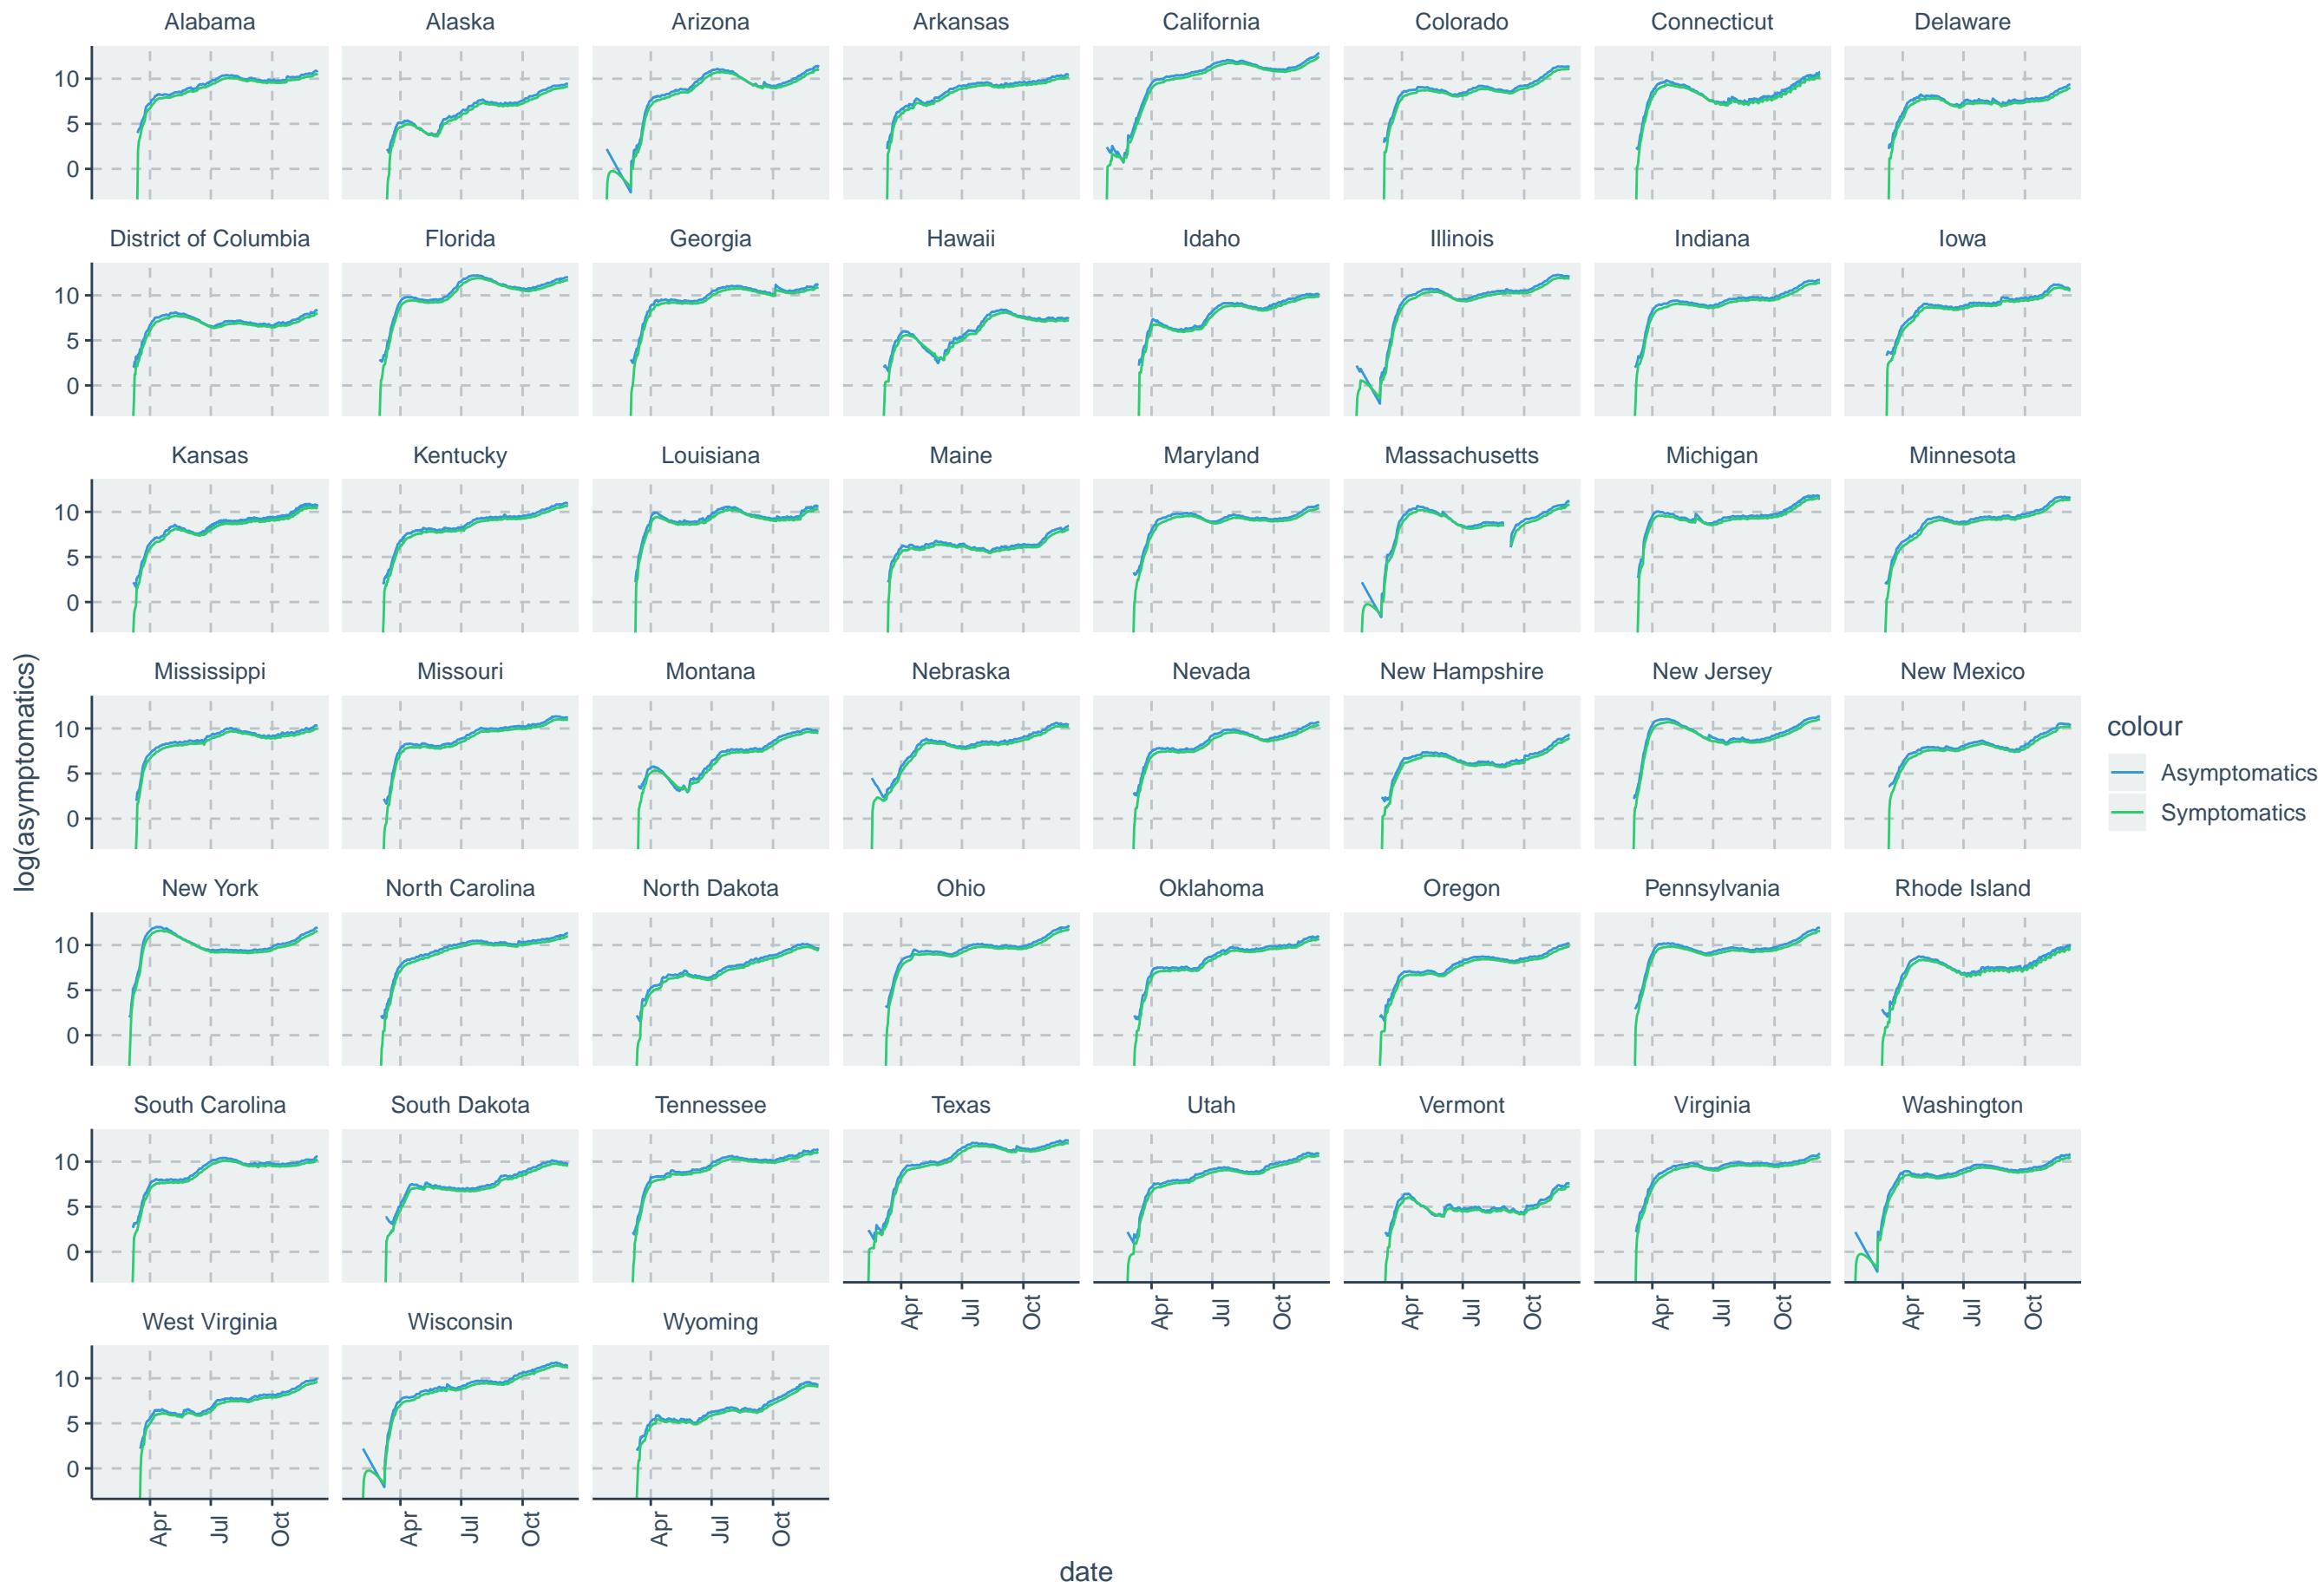 Alabama Alaska Arizona Arkansas California Colorado Connecticut Delaware
10
5
0
District of Columbia Florida Georgia Hawaii Idaho Illinois Indiana Iowa
10
5
0
Kansas Kentucky Louisiana Maine Maryland Massachusetts Michigan Minnesota
10
5
0
Mississippi Missouri Montana Nebraska Nevada New Hampshire New Jersey New Mexico
10
5
0
New York North Carolina North Dakota Ohio Oklahoma Oregon Pennsylvania Rhode Island
10
5
0
South Carolina South Dakota Tennessee Texas Utah Vermont Virginia Washington
10
5
0
Apr Jul Oct Apr Jul Oct Apr Jul Oct Apr Jul Oct Apr Jul Oct
West Virginia Wisconsin Wyoming
10
5
0
Apr Jul Oct Apr Jul Oct Apr Jul Oct
date
log(asymptomatics)
colour
Asymptomatics
Symptomatics